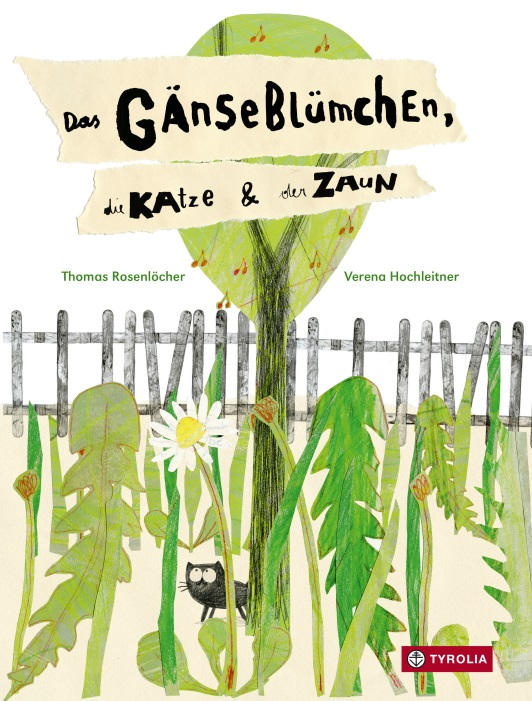 Das GÄnseBlümchEn,
die KAtze & der ZAUN
Thomas Rosenlöcher
Verena Hochleitner
TYROLIA